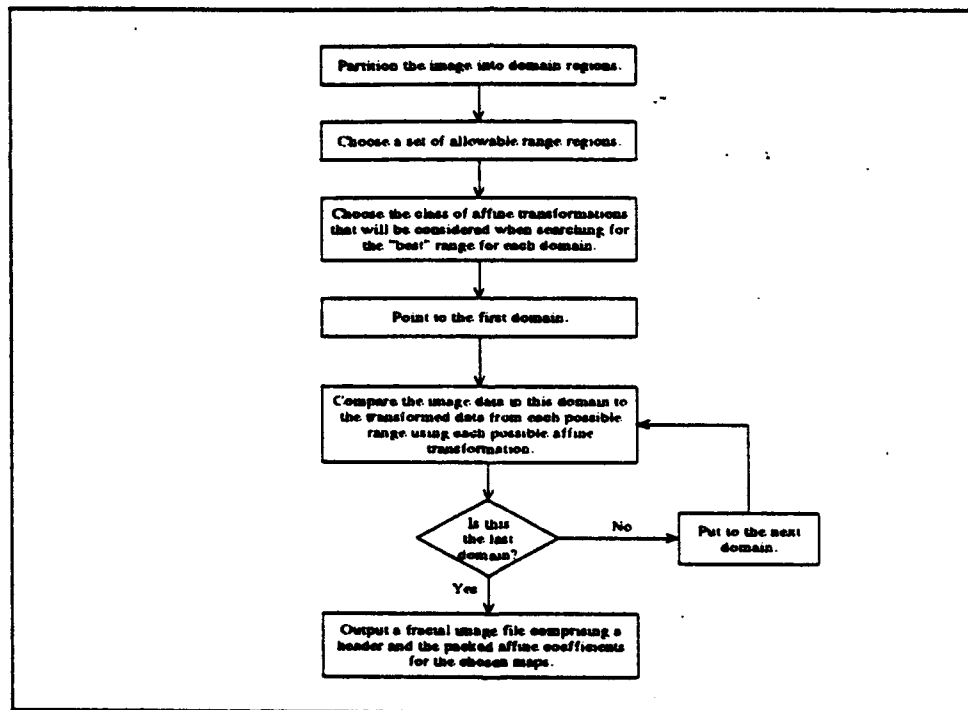 Partition the image into domain regions.
Choose a set of allowable range regions.
Choose the class of affine transformations
that will be considered when searching for
the "best" range for each domain.
Point to the first domain.
Compare the image data in this domain to
the transformed data from each possible
range using each possible affine
transformation.
Is this
the last
domain?
No
Put to the next
domain.
Yes
Output a fractal image file comprising a
header and the packed affine coefficients
for the chosen maps.